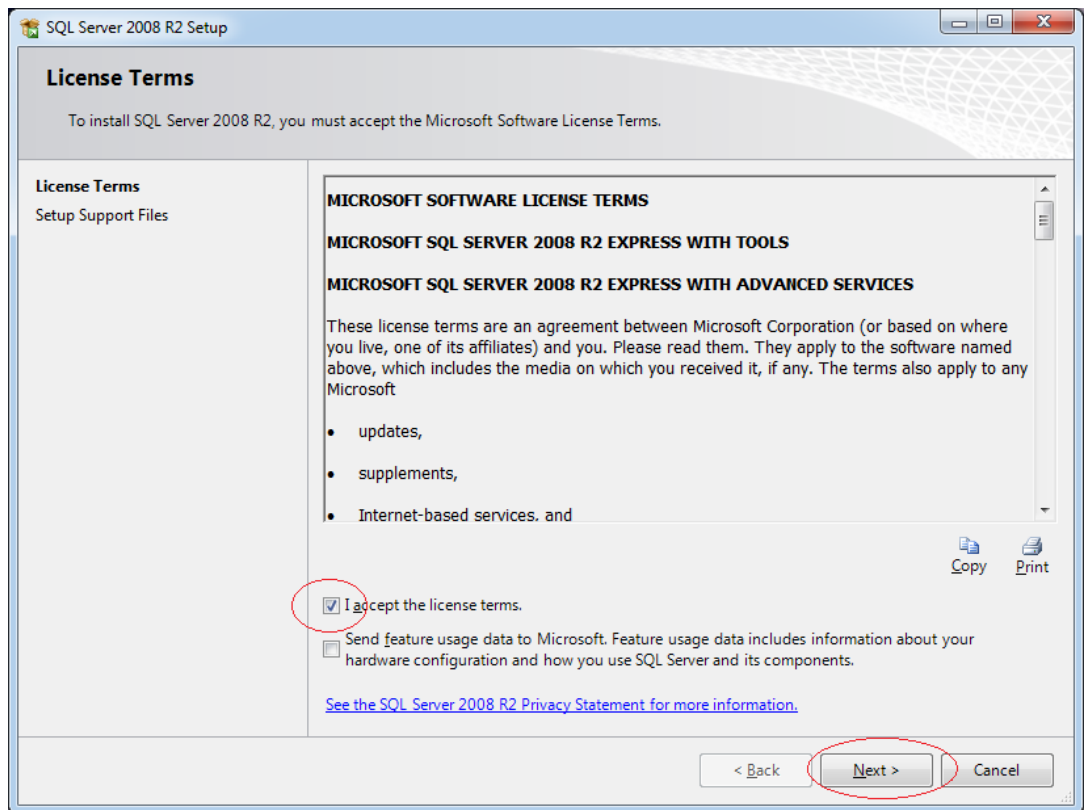 SQL Server 2008 R2 Setup
License Terms
To install SQL Server 2008 R2, you must accept the Microsoft Software License Terms.
License Terms
Setup Support Files
MICROSOFT SOFTWARE LICENSE TERMS
MICROSOFT SQL SERVER 2008 R2 EXPRESS WITH TOOLS
MICROSOFT SQL SERVER 2008 R2 EXPRESS WITH ADVANCED SERVICES
These license terms are an agreement between Microsoft Corporation (or based on where
you live, one of its affiliates) and you. Please read them. They apply to the software named
above, which includes the media on which you received it, if any. The terms also apply to any
Microsoft
• updates,
• supplements,
• Internet-based services, and
Copy Print
I accept the license terms.
Send feature usage data to Microsoft. Feature usage data includes information about your
hardware configuration and how you use SQL Server and its components.
See the SQL Server 2008 R2 Privacy Statement for more information.
< Back Next > Cancel